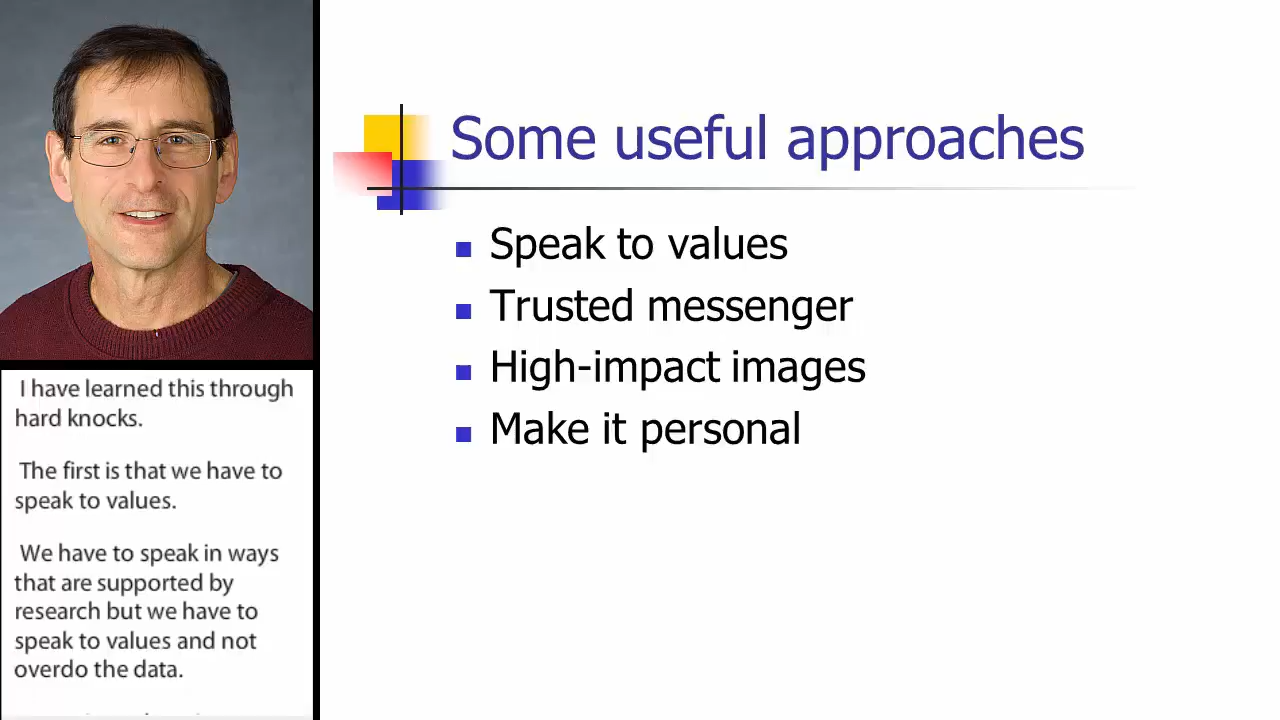 Some useful approaches
Speak to values
Trusted messenger
High-impact images
Make it personal
I have learned this through
hard knocks.
The first is that we have to
speak to values.
We have to speak in ways
that are supported by
research but we have to
speak to values and not
overdo the data.